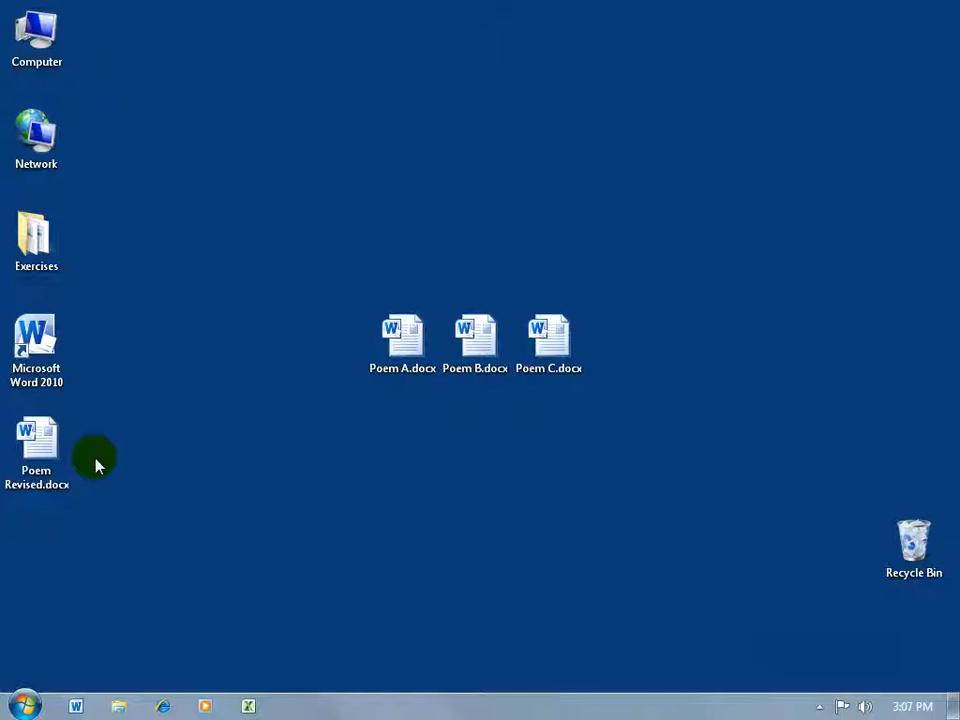 Computer
Network
Exercises
Microsoft
Word 2010
Poem
Revised.docx
Poem A.docx
Poem B.docx
Poem C.docx
Recycle Bin
3:07 PM